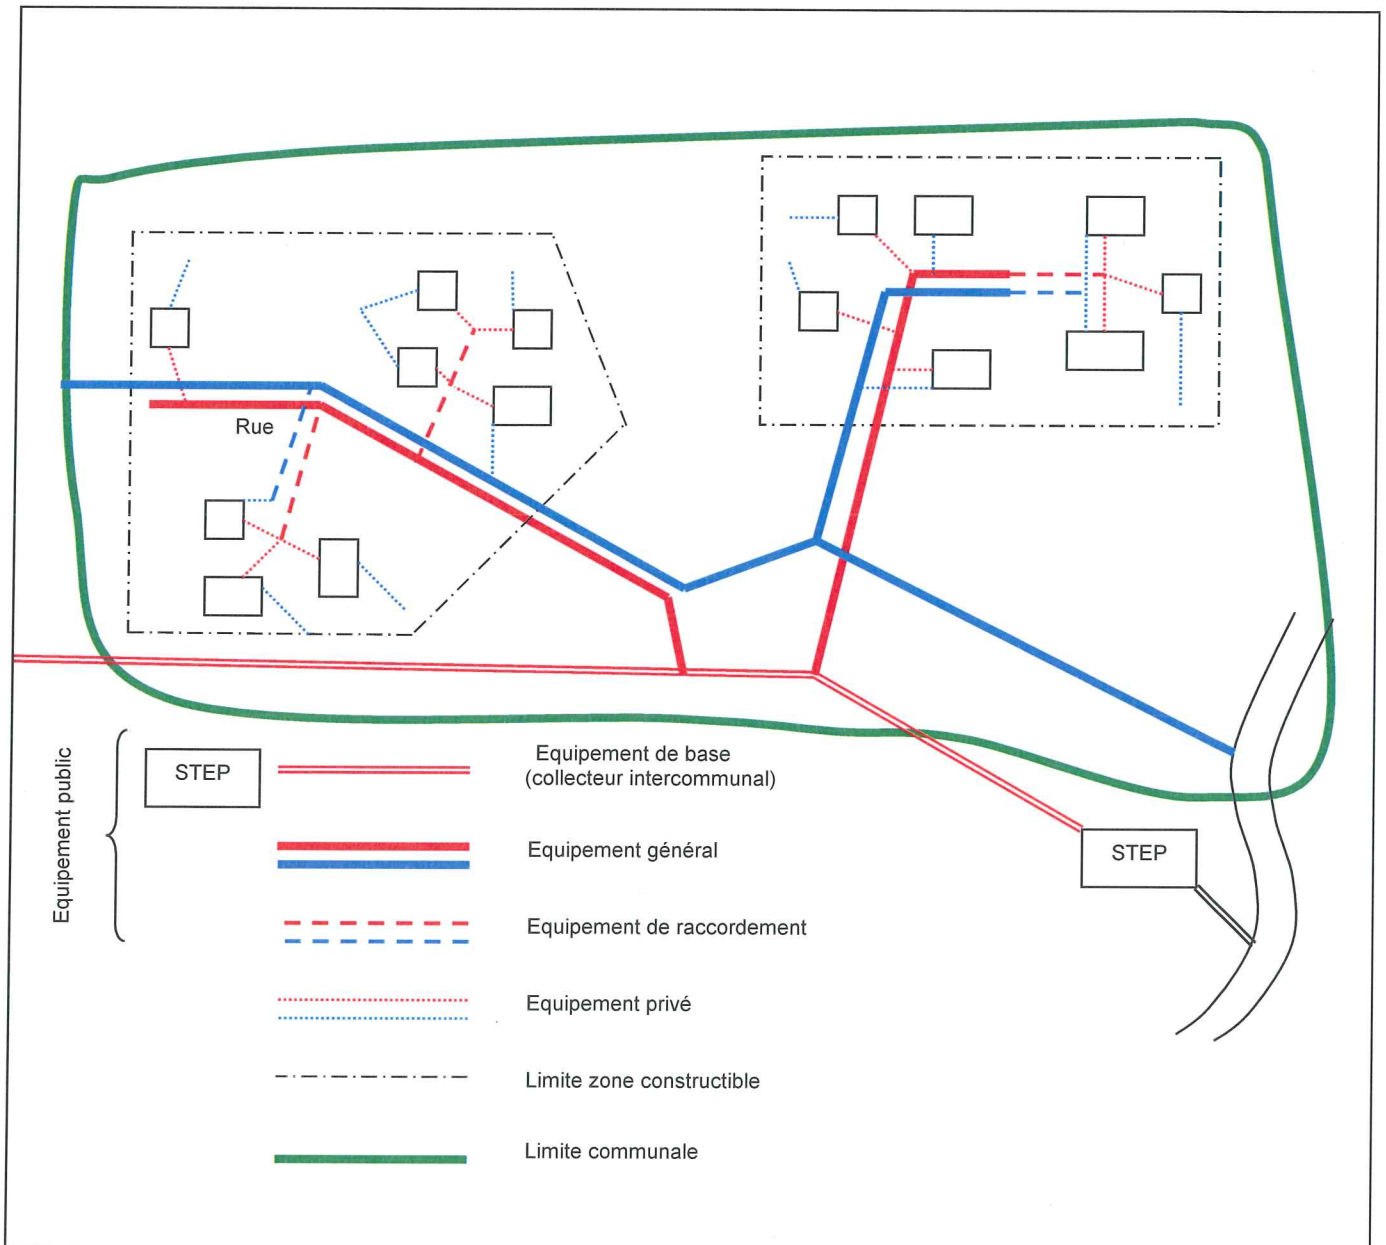 Rue
Equipement public
STEP
Equipement de base
(collecteur intercommunal)
Equipement général
STEP
Equipement de raccordement
Equipement privé
Limite zone constructible
Limite communale